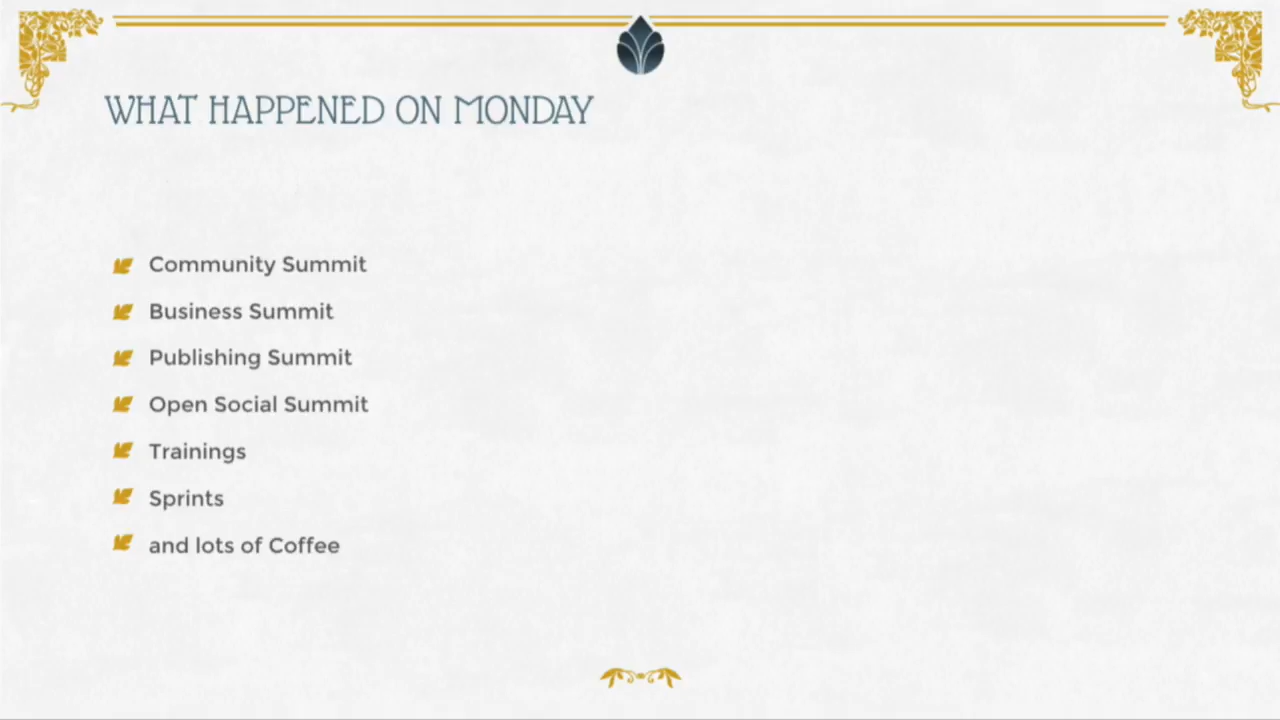 WHAT HAPPENED ON MONDAY
Community Summit
Business Summit
Publishing Summit
Open Social Summit
Trainings
Sprints
and lots of Coffee